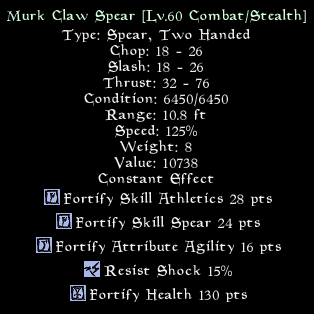 Murk Claw Spear [Lv.60 Combat/Stealth]
Type: Spear, Two Handed
Chop: 18 - 26
Slash: 18 - 26
Thrust: 32 - 76
Condition: 6450/6450
Range: 10.8 ft
Speed: 125%
Weight: 8
Value: 10738
Constant Effect
Fortify Skill Athletics 28 pts
Fortify Skill Spear 24 pts
Fortify Attribute Agility 16 pts
Resist Shock 15%
Fortify Health 130 pts